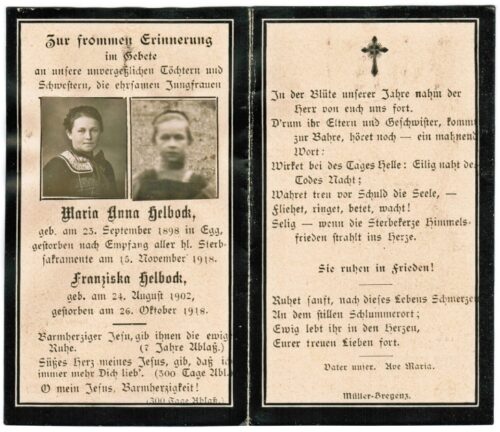 Zur frommen Erinnerung
im Gebete
an unsere unvergeßlichen Töchtern und
Schwestern, die ehrsamen Jungfrauen
Maria Anna Helbock,
geb. am 23. September 1898 in Egg,
gestorben nach Empfang aller hl. Sterb-
sakramente am 15. November 1918.
Franziska Helbock,
geb. am 24. August 1902,
gestorben am 26. Oktober 1918.
Barmherziger Jesu, gib ihnen die ewig
Ruhe. (7 Jahre Ablaß.)
Süßes Herz meines Jesus, gib, daß ich
immer mehr Dich lieb'. (300 Tage Abl.)
O mein Jesus, Barmherzigkeit!
(300 Tage Ablaß.)
In der Blüte unserer Jahre nahm der
Herr von euch uns fort.
D'rum ihr Eltern und Geschwister, kommt
zur Bahre, höret noch — ein mahnend
Wort:
Wirket bei des Tages Helle: Eilig naht de
Todes Nacht;
Wahret treu vor Schuld die Seele, —
Fliehet, ringet, betet, wacht!
Selig — wenn die Sterbekerze Himmels-
frieden strahlt ins Herze.
Sie ruhen in Frieden!
Ruhet sanft, nach dieses Lebens Schmerzen
An dem stillen Schlummerort;
Ewig lebt ihr in den Herzen,
Eurer treuen Lieben fort.
Vater unser. Ave Maria.
Müller-Bregenz.